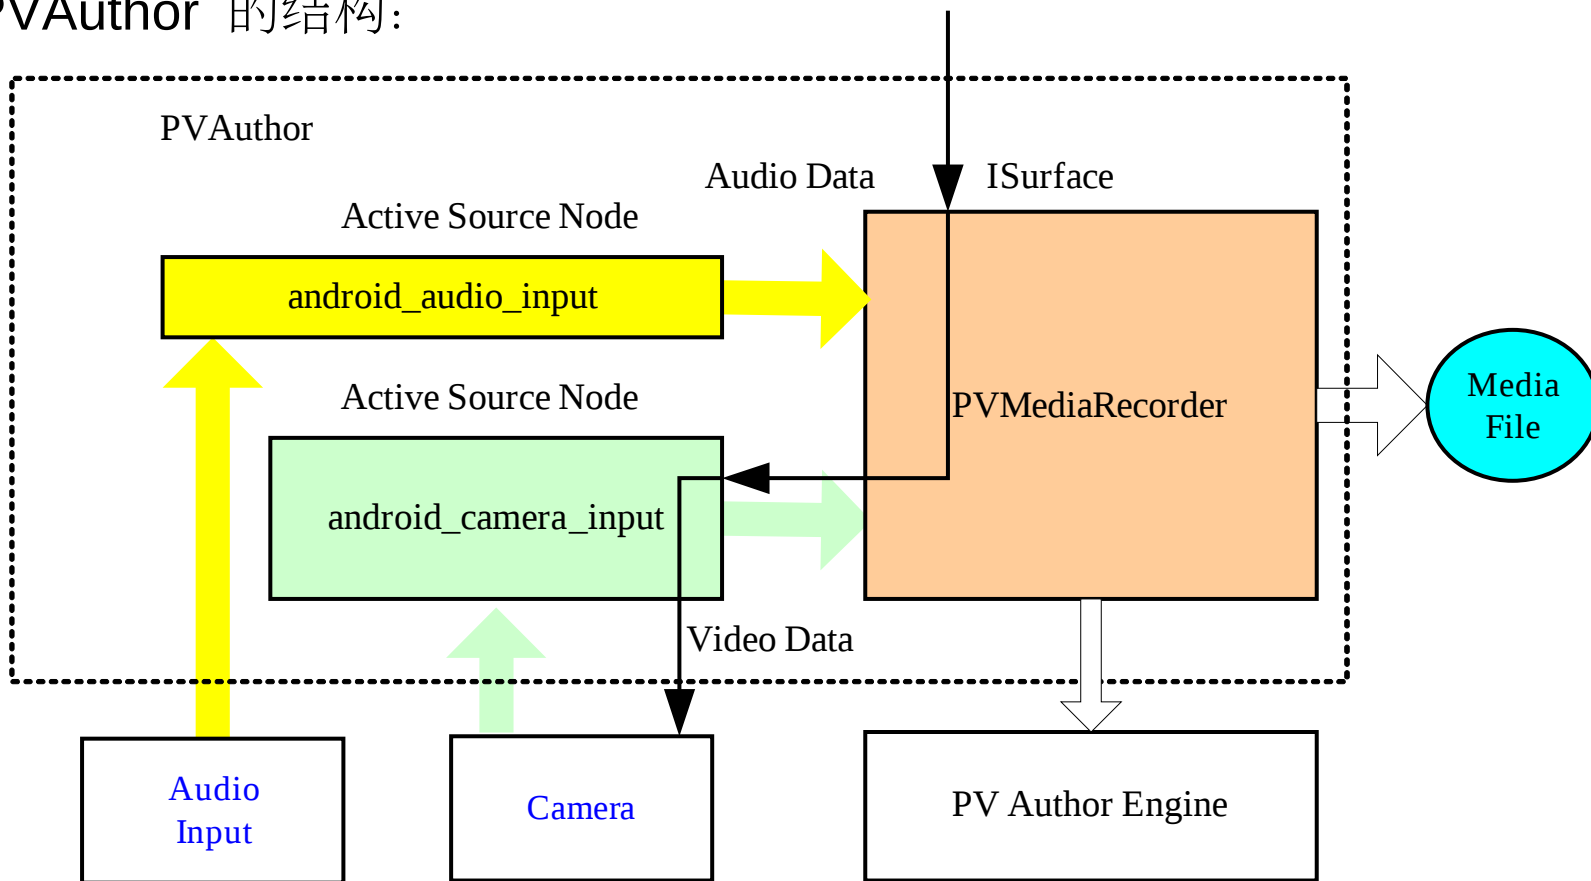 PVAuthor 的结构:
PVAuthor
Audio Data
ISurface
Active Source Node
android_audio_input
Active Source Node
PVMediaRecorder
Media
File
android_camera_input
Video Data
Audio
Input
Camera
PV Author Engine